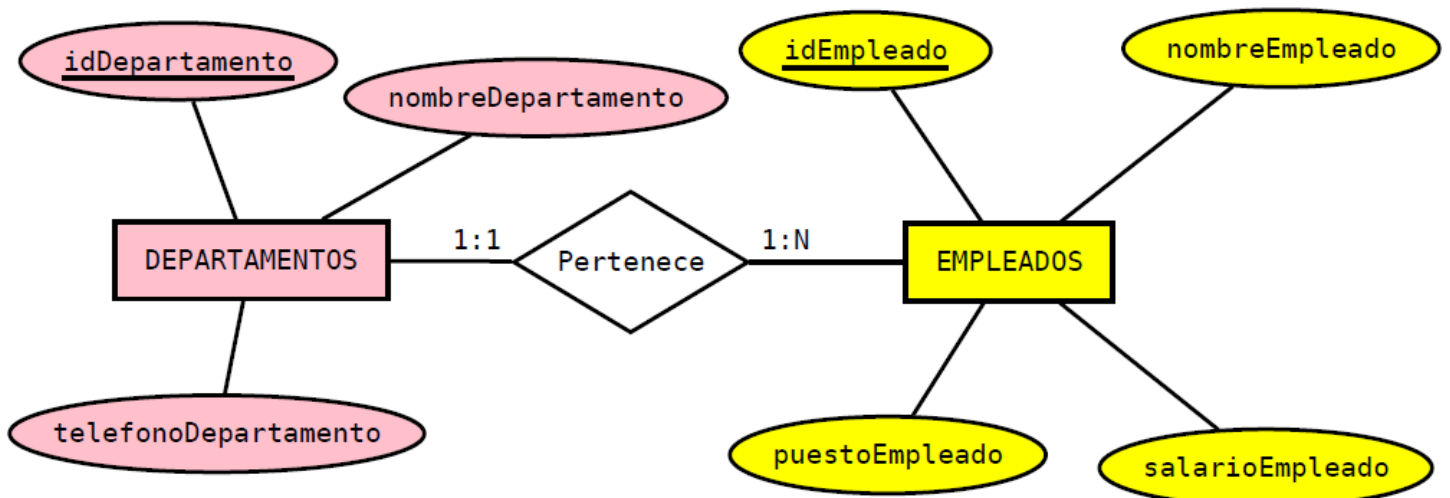 idDepartamento
nombreDepartamento
idEmpleado
nombreEmpleado
DEPARTAMENTOS
1:1
Pertenece
1:N
EMPLEADOS
telefonoDepartamento
puestoEmpleado
salarioEmpleado